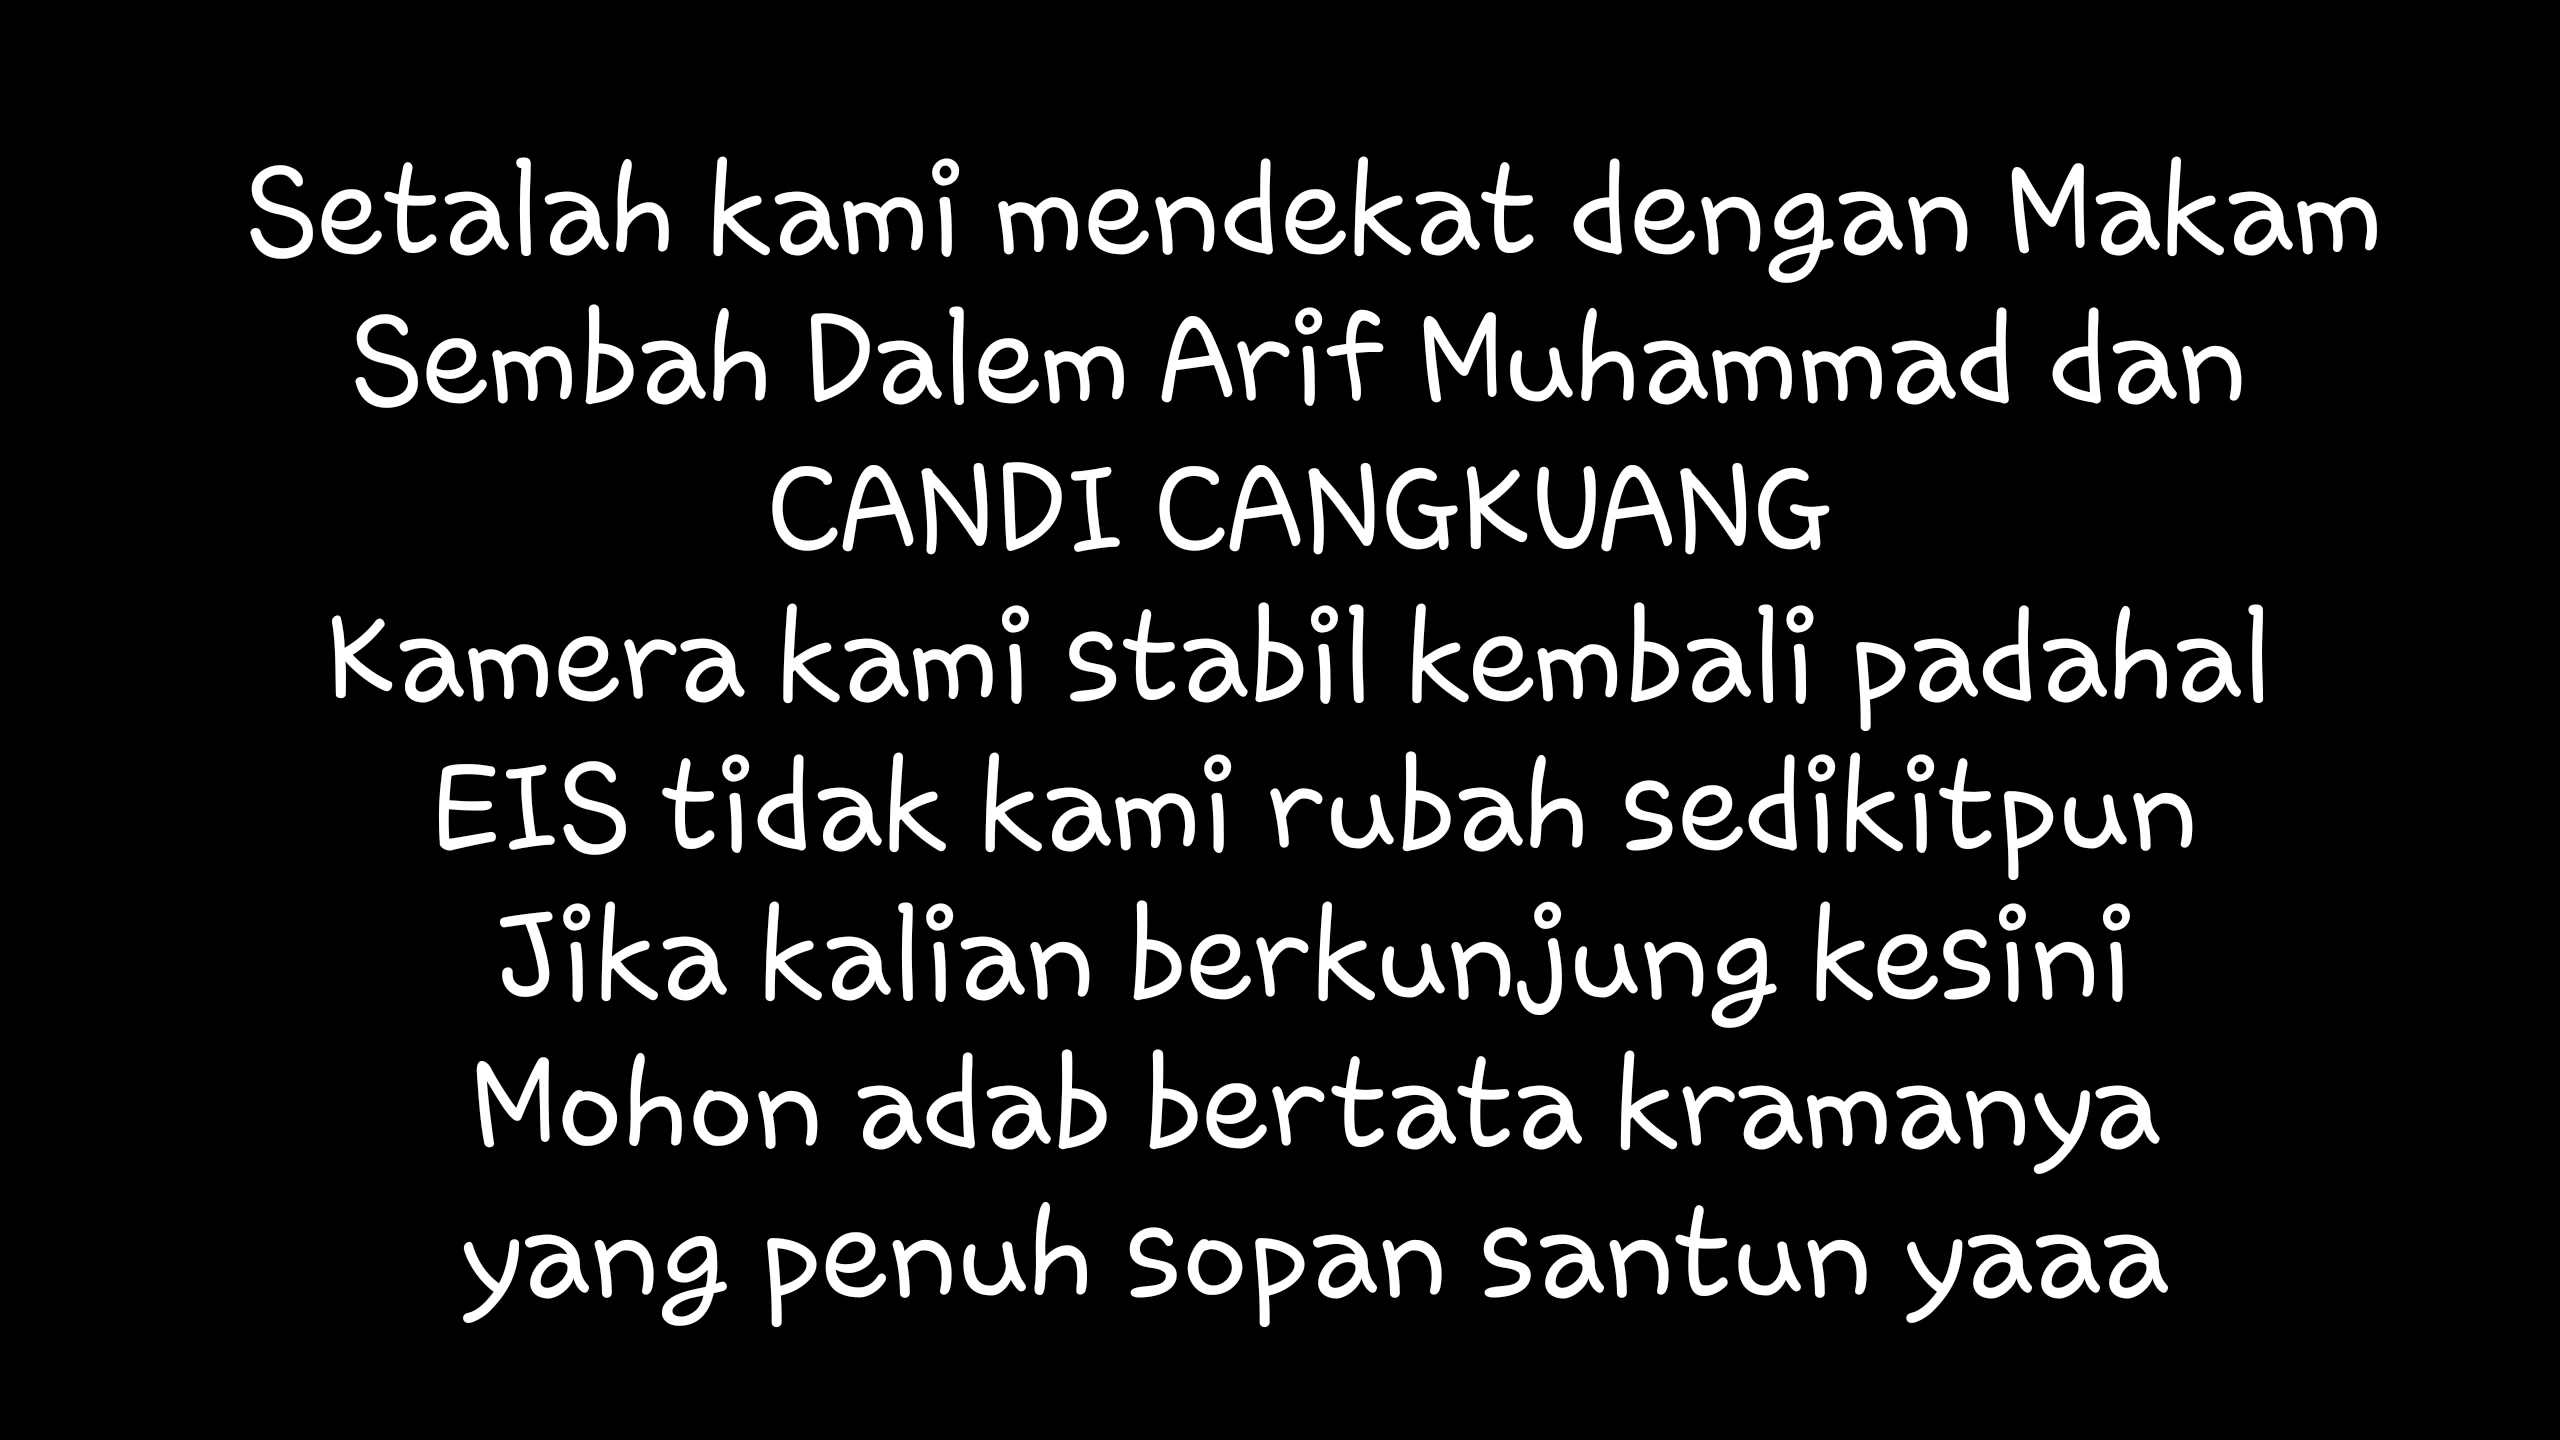 Setalah kami mendekat dengan Makam
Sembah Dalem Arif Muhammad dan
CANDI CANGKUANG
Kamera kami stabil kembali padahal
EIS tidak kami rubah sedikitpun
Jika kalian berkunjung kesini
Mohon adab bertata kramanya
yang penuh sopan santun yaaa